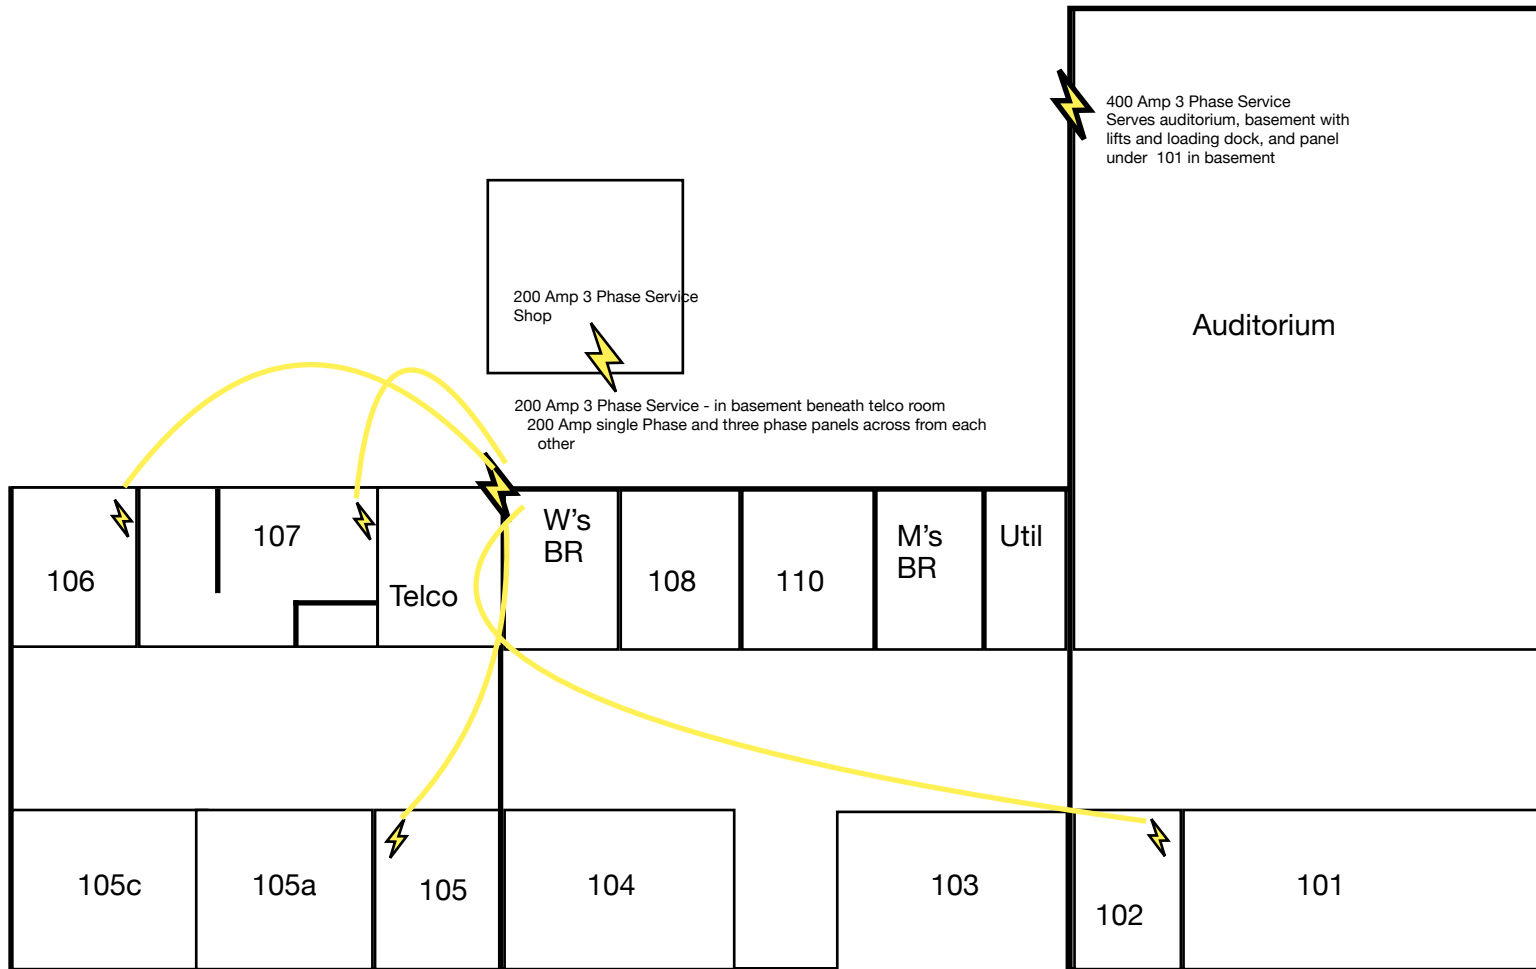 400 Amp 3 Phase Service
Serves auditorium, basement with
lifts and loading dock, and panel
under  101 in basement
200 Amp 3 Phase Service
Shop
Auditorium
200 Amp 3 Phase Service - in basement beneath telco room
200 Amp single Phase and three phase panels across from each
other
106
107
Telco
W's
BR
108
110
M's
BR
Util
105c
105a
105
104
103
102
101